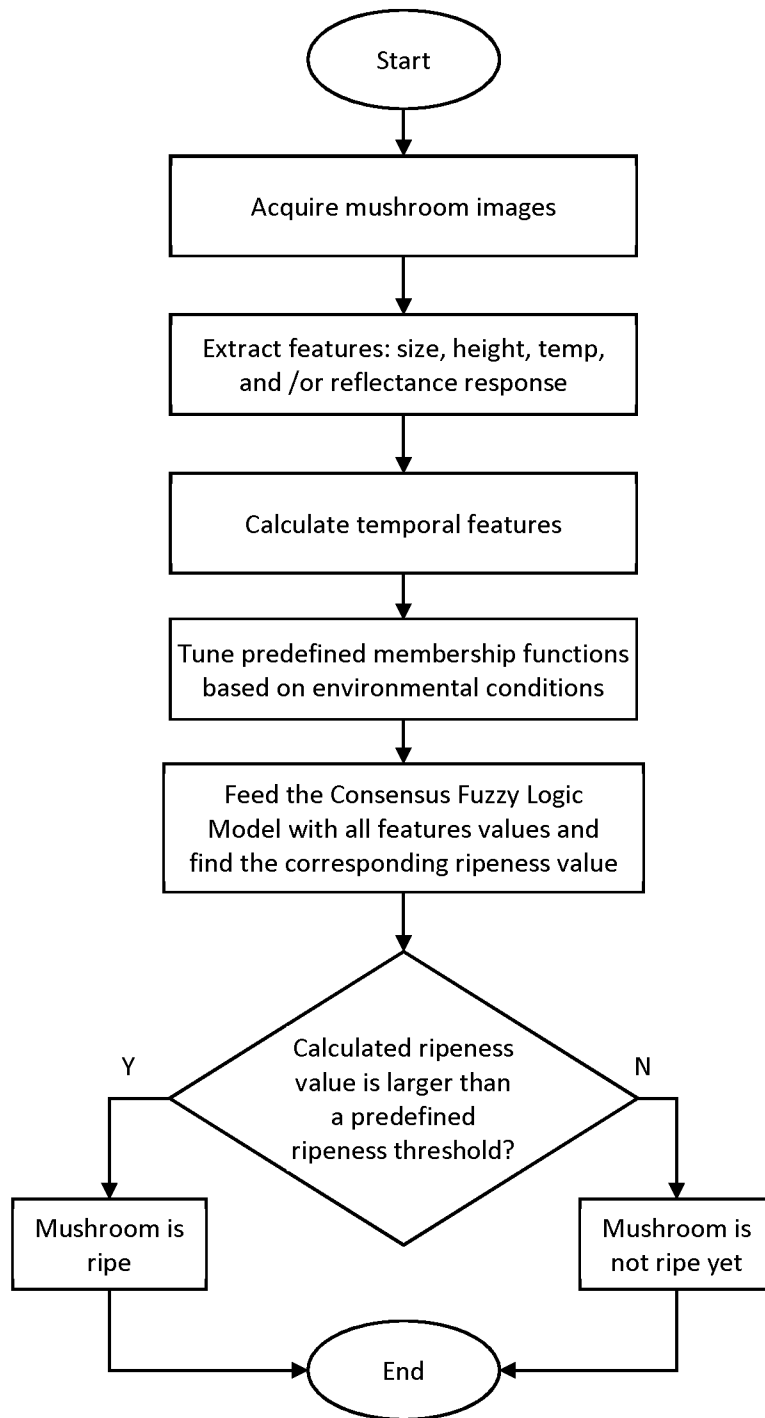 Start
Acquire mushroom images
Extract features: size, height, temp,
and /or reflectance response
Calculate temporal features
Tune predefined membership functions
based on environmental conditions
Feed the Consensus Fuzzy Logic
Model with all features values and
find the corresponding ripeness value
Calculated ripeness
value is larger than
a predefined
ripeness threshold?
Y
N
Mushroom is
ripe
Mushroom is
not ripe yet
End